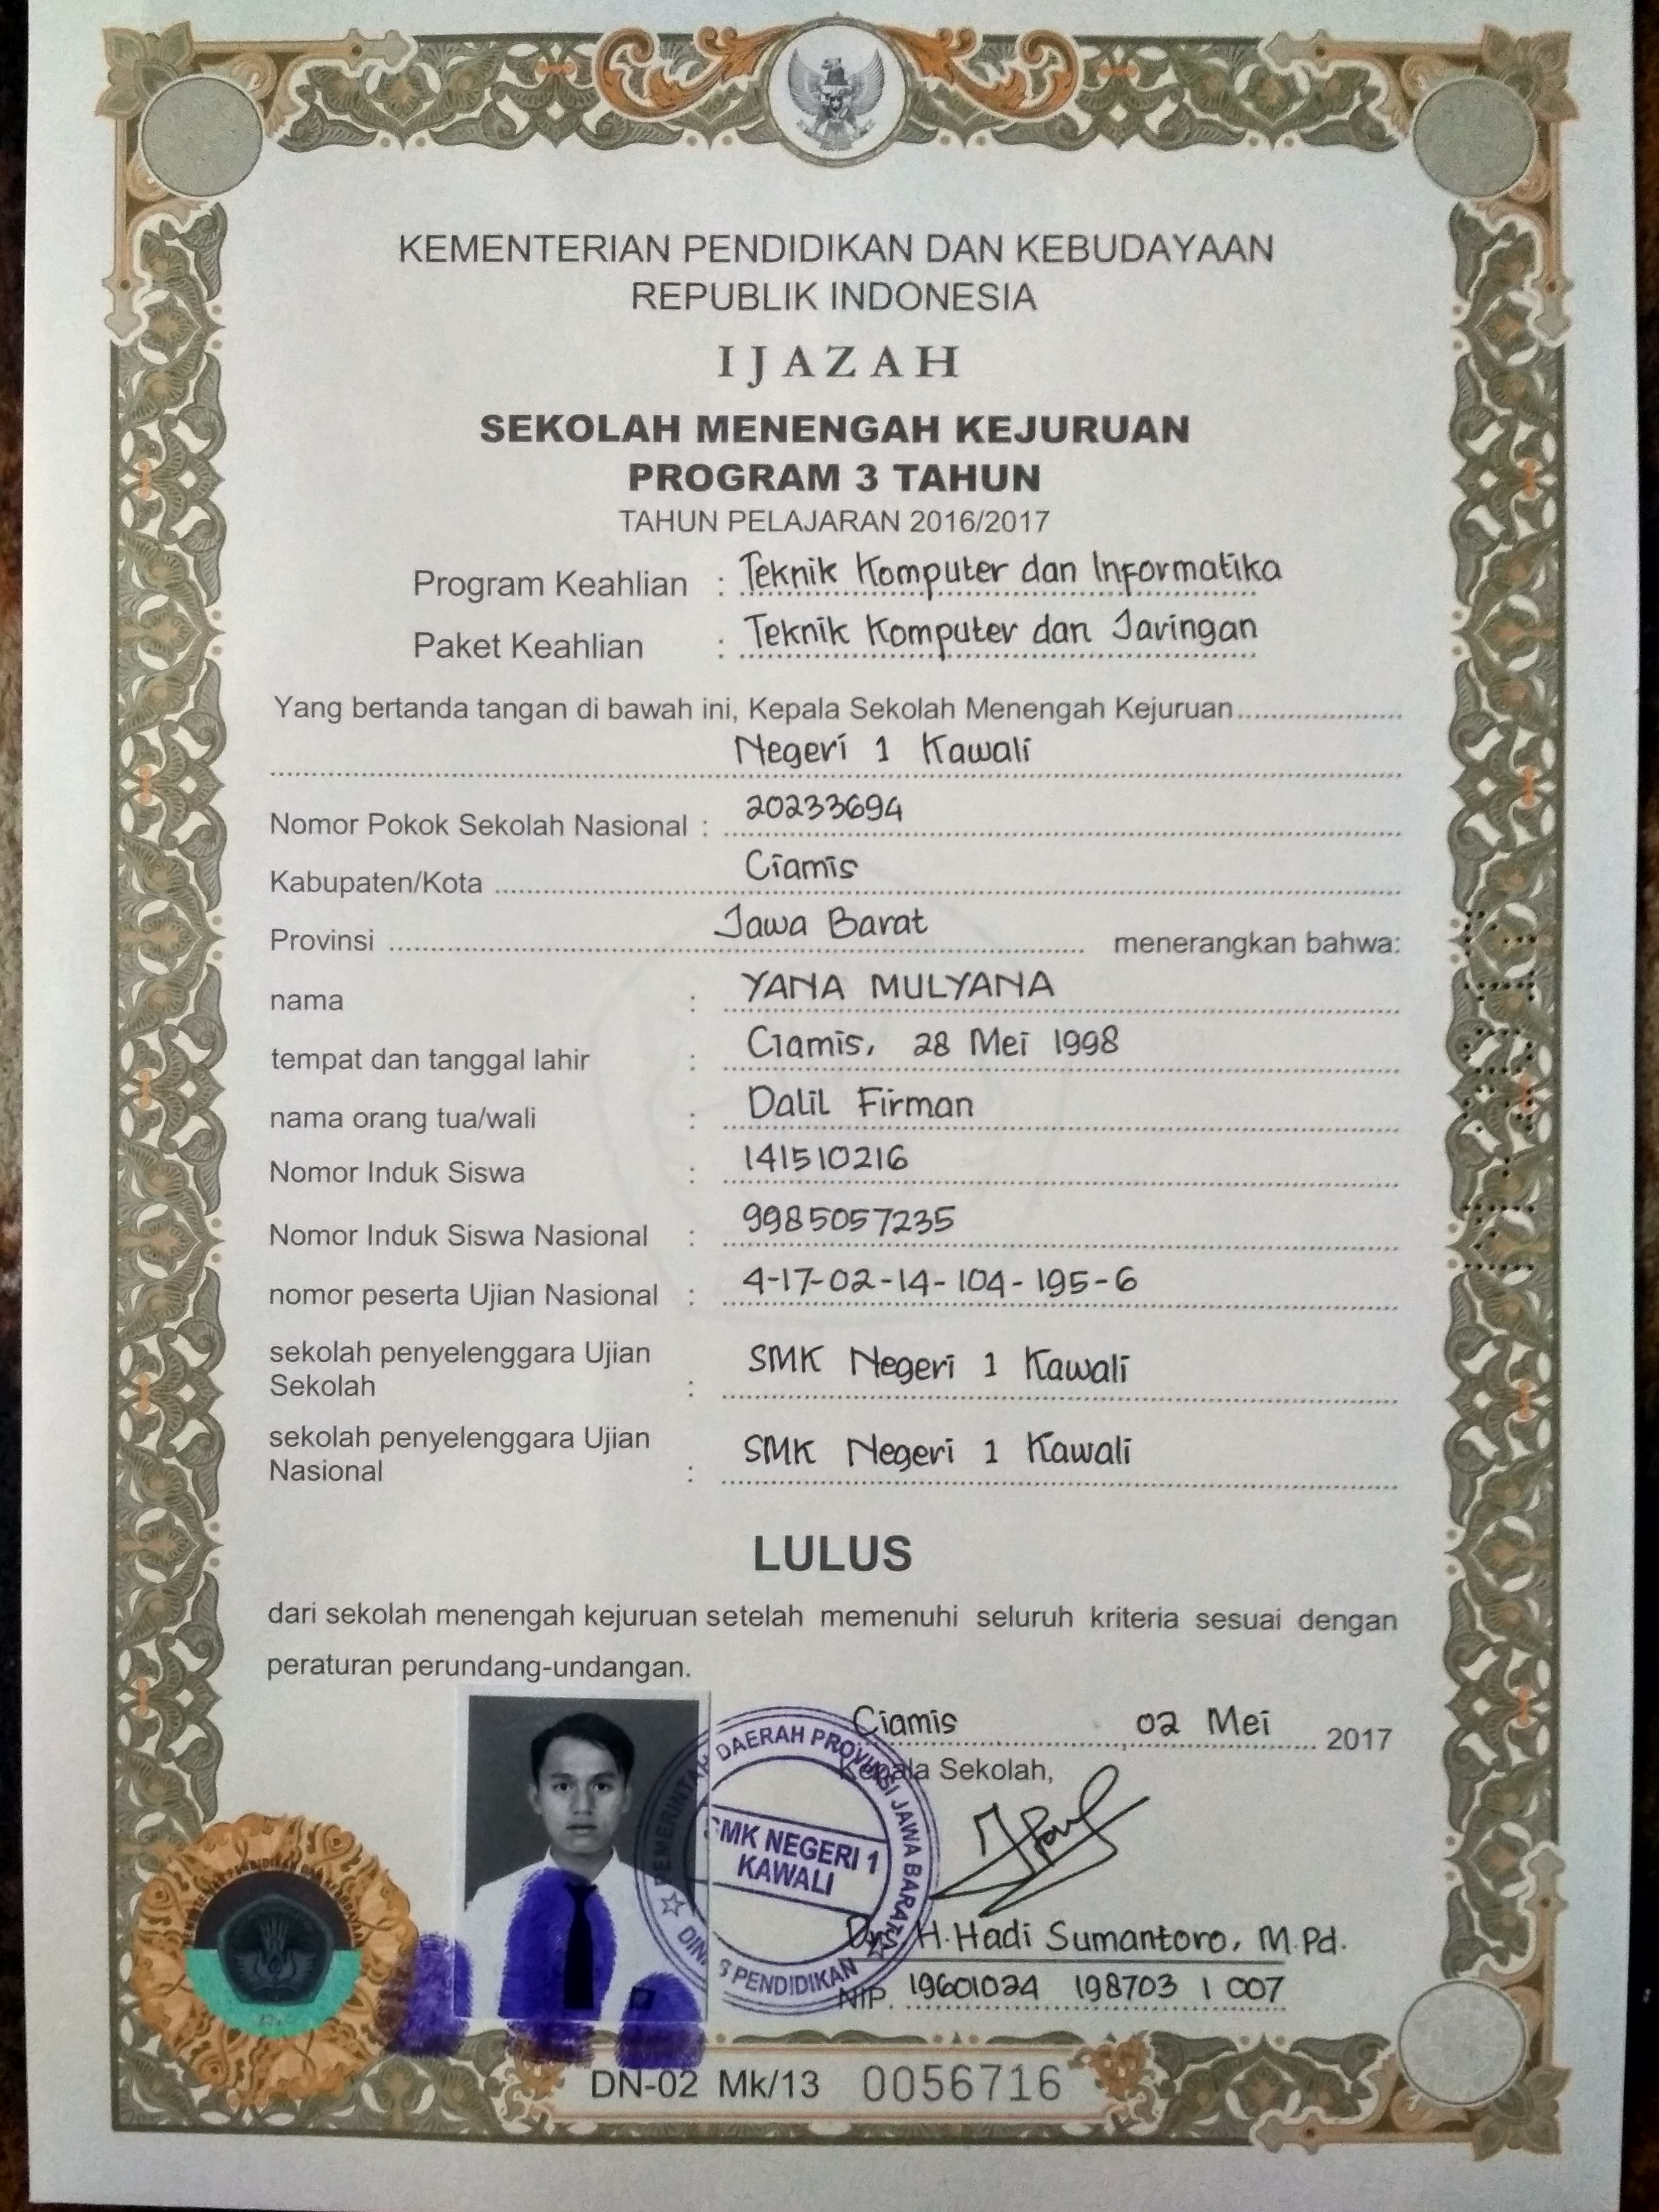 KEMENTERIAN PENDIDIKAN DAN KEBUDAYAAN
REPUBLIK INDONESIA
IJAZAH
SEKOLAH MENENGAH KEJURUAN
PROGRAM 3 TAHUN
TAHUN PELAJARAN 2016/2017
Program Keahlian : Teknik Komputer dan Informatika
Paket Keahlian : Teknik Komputer dan Jaringan
Yang bertanda tangan di bawah ini, Kepala Sekolah Menengah Kejuruan
Negeri 1 Kawali
Nomor Pokok Sekolah Nasional : 20233694
Kabupaten/Kota Ciamis
Provinsi Jawa Barat menerangkan bahwa:
nama : YANA MULYANA
tempat dan tanggal lahir : Ciamis, 28 Mei 1998
nama orang tua/wali : Dalil Firman
Nomor Induk Siswa : 141510216
Nomor Induk Siswa Nasional : 9985057235
nomor peserta Ujian Nasional : 4-17-02-14-104-195-6
sekolah penyelenggara Ujian
Sekolah : SMK Negeri 1 Kawali
sekolah penyelenggara Ujian
Nasional : SMK Negeri 1 Kawali
LULUS
dari sekolah menengah kejuruan setelah memenuhi seluruh kriteria sesuai dengan
peraturan perundang-undangan.
Ciamis, 02 Mei 2017
Kepala Sekolah,
PEMERINTAH DAERAH PROVINSI JAWA BARAT
SMK NEGERI 1
KAWALI
DINAS PENDIDIKAN
Drs. H. Hadi Sumantoro, M.Pd.
NIP. 19601024 198703 1 007
DN-02 Mk/13 0056716